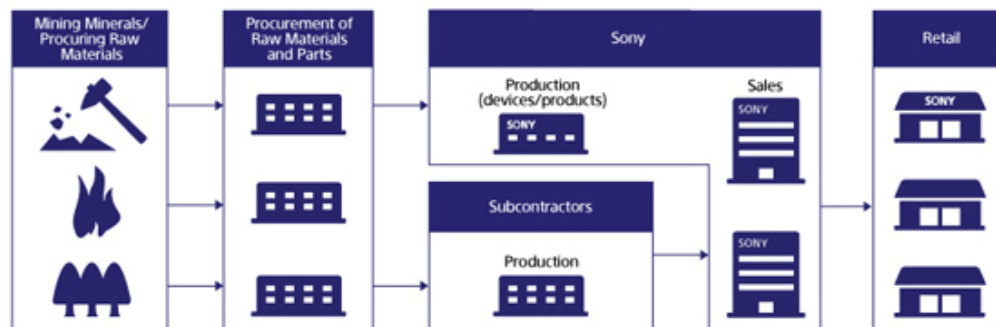 Mining Minerals/
Procuring Raw
Materials
Procurement of
Raw Materials
and Parts
Sony
Production
(devices/products)
SONY
Sales
SONY
SONY
Subcontractors
Production
Retail
SONY